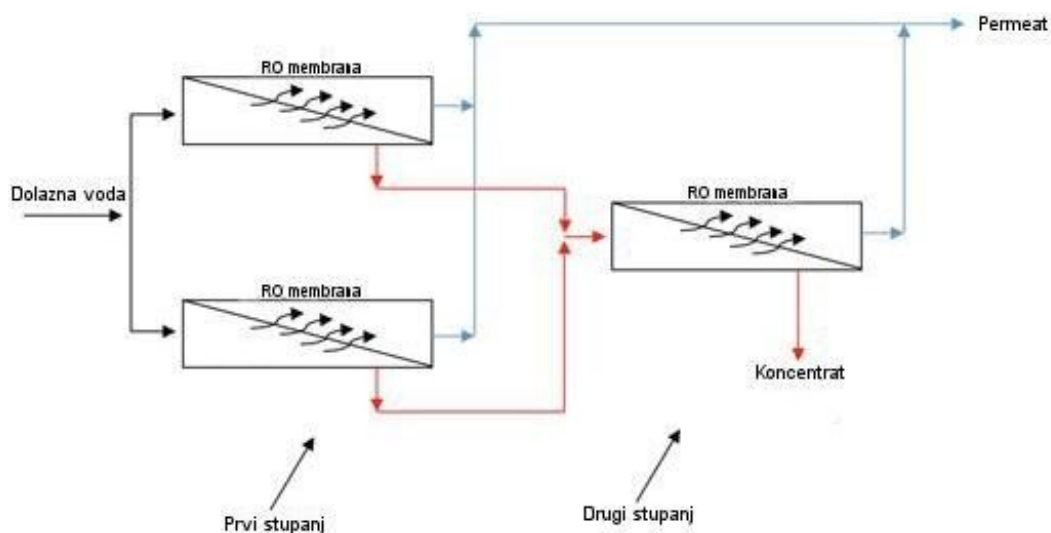 Permeat
RO membrana
Dolazna voda
RO membrana
RO membrana
Koncentrat
Prvi stupanj
Drugi stupanj